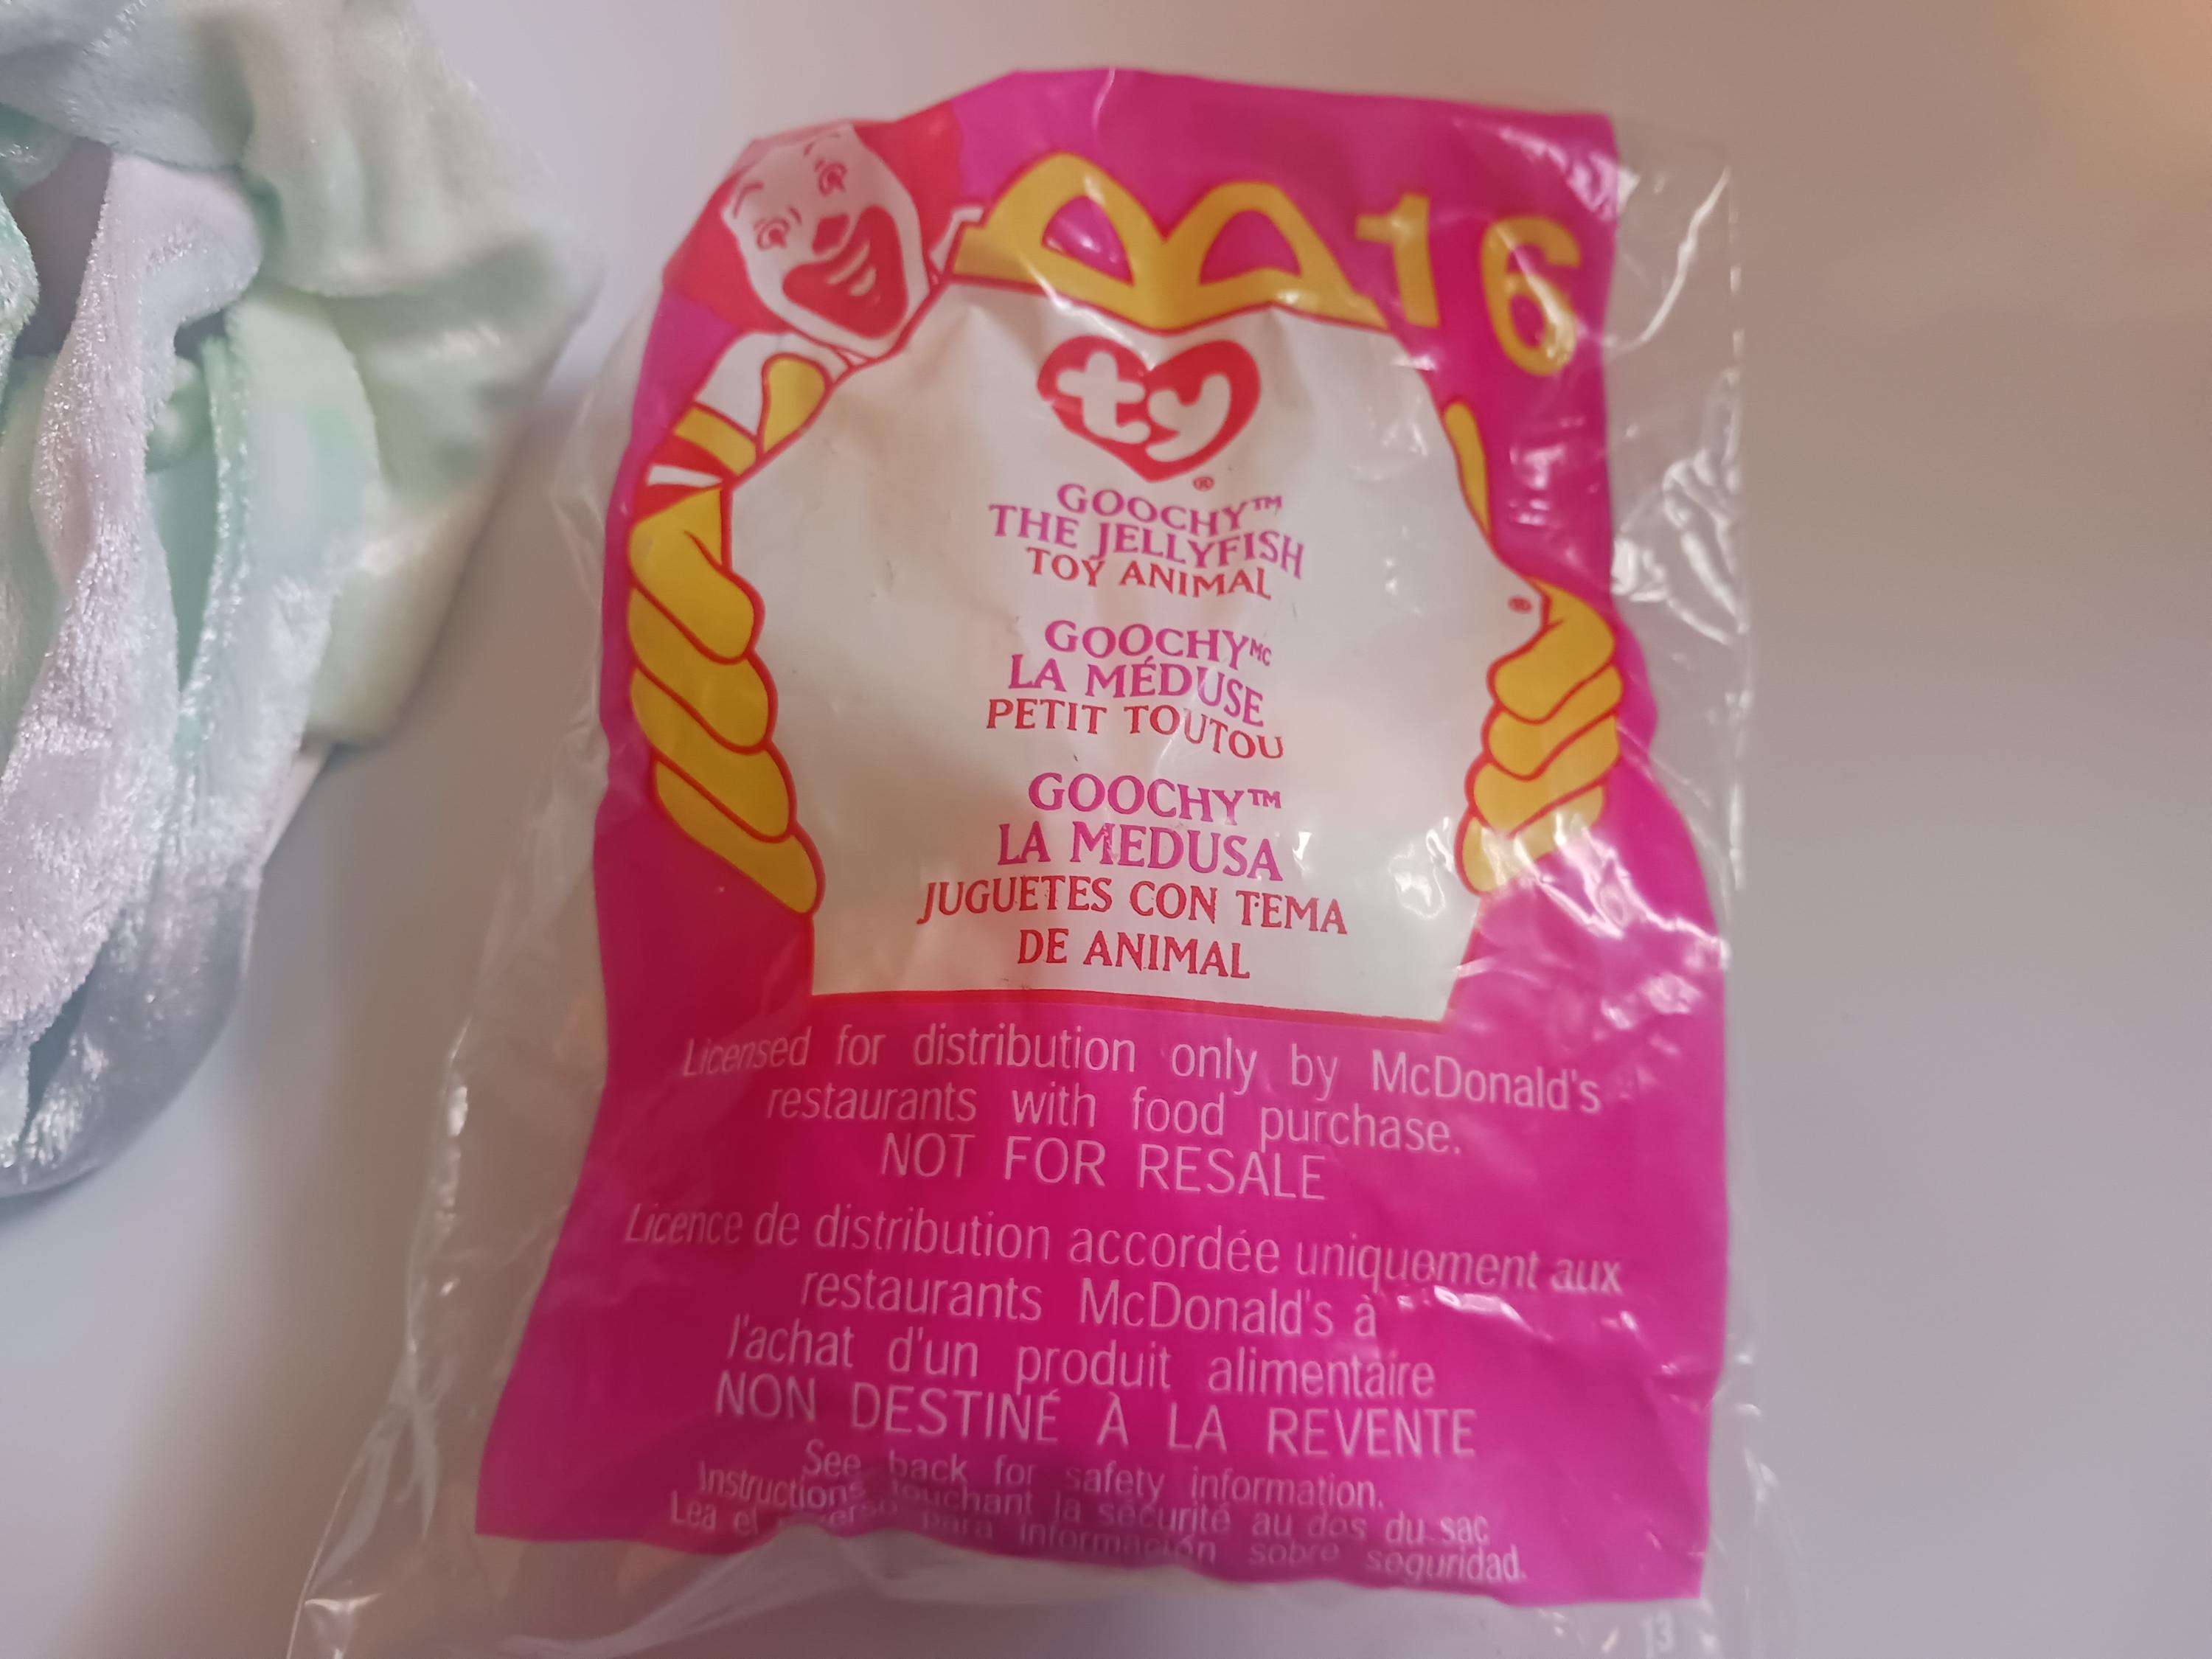 16
ty®
GOOCHY™
THE JELLYFISH
TOY ANIMAL
GOOCHYMC
LA MÉDUSE
PETIT TOUTOU
GOOCHY™
LA MEDUSA
JUGUETES CON TEMA
DE ANIMAL
Licensed for distribution only by McDonald's
restaurants with food purchase.
NOT FOR RESALE
Licence de distribution accordée uniquement aux
restaurants McDonald's à
l'achat d'un produit alimentaire
NON DESTINÉ À LA REVENTE
See back for safety information.
Instructions touchant la sécurité au dos du sac
Lea el para información sobre seguridad.
13